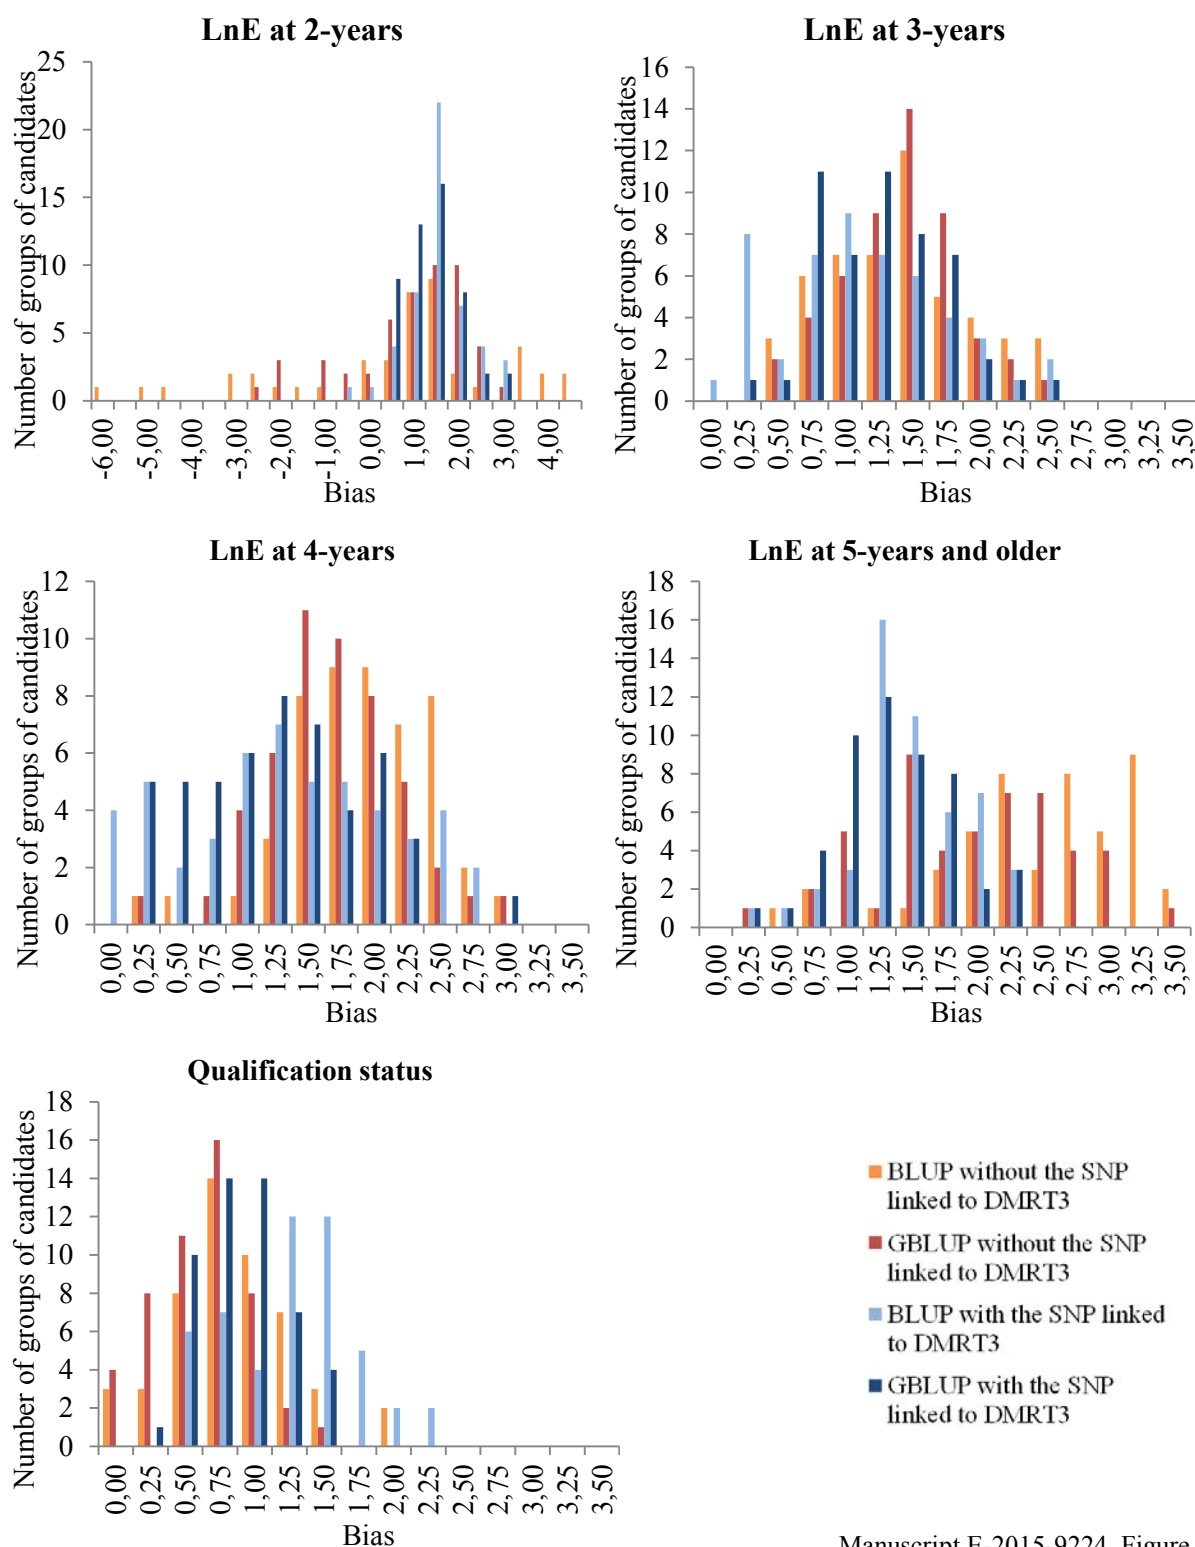 LnE at 2-years
Number of groups of candidates
25
20
15
10
5
0
-6,00 -5,00 -4,00 -3,00 -2,00 -1,00 0,00 1,00 2,00 3,00 4,00
Bias
LnE at 3-years
Number of groups of candidates
16
14
12
10
8
6
4
2
0
0,00 0,25 0,50 0,75 1,00 1,25 1,50 1,75 2,00 2,25 2,50 2,75 3,00 3,25 3,50
Bias
LnE at 4-years
Number of groups of candidates
12
10
8
6
4
2
0
0,00 0,25 0,50 0,75 1,00 1,25 1,50 1,75 2,00 2,25 2,50 2,75 3,00 3,25 3,50
Bias
LnE at 5-years and older
Number of groups of candidates
18
16
14
12
10
8
6
4
2
0
0,00 0,25 0,50 0,75 1,00 1,25 1,50 1,75 2,00 2,25 2,50 2,75 3,00 3,25 3,50
Bias
Qualification status
Number of groups of candidates
18
16
14
12
10
8
6
4
2
0
0,00 0,25 0,50 0,75 1,00 1,25 1,50 1,75 2,00 2,25 2,50 2,75 3,00 3,25 3,50
Bias
BLUP without the SNP
linked to DMRT3
GBLUP without the SNP
linked to DMRT3
BLUP with the SNP linked
to DMRT3
GBLUP with the SNP
linked to DMRT3
Manuscript E-2015-9224, Figure